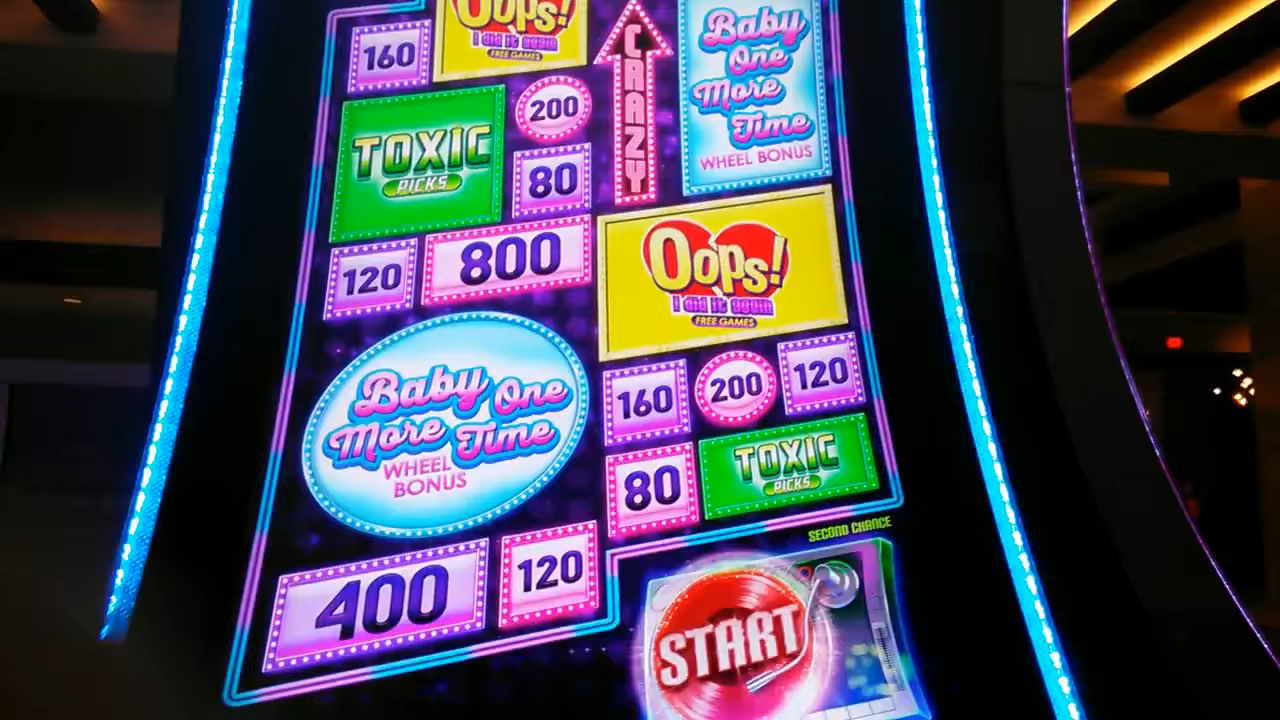 Oops!
I did it again
FREE GAMES
160
CRAZY
Baby
One
More
Time
WHEEL BONUS
TOXIC
PICKS
200
80
120
800
Oops!
I did it again
FREE GAMES
Baby One
More Time
WHEEL
BONUS
160
200
120
80
TOXIC
PICKS
SECOND CHANCE
400
120
START